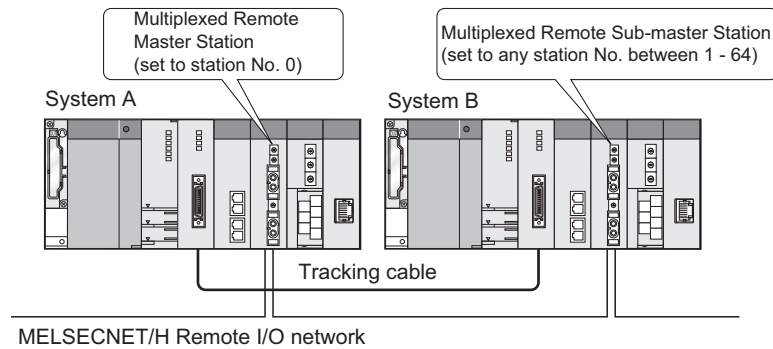 Multiplexed Remote
Master Station
(set to station No. 0)
Multiplexed Remote Sub-master Station
(set to any station No. between 1 - 64)
System A
System B
Tracking cable
MELSECNET/H Remote I/O network